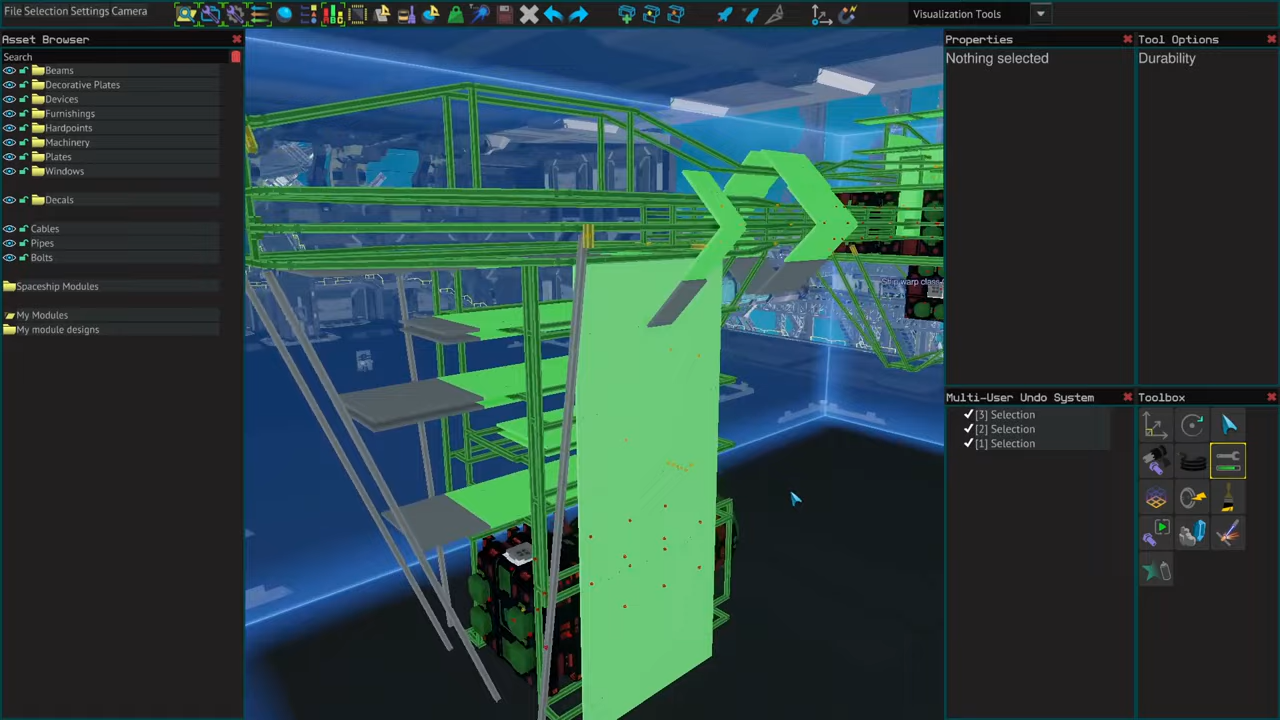 File Selection Settings Camera
Visualization Tools
Asset Browser
Search
Beams
Decorative Plates
Devices
Furnishings
Hardpoints
Machinery
Plates
Windows
Decals
Cables
Pipes
Bolts
Spaceship Modules
My Modules
My module designs
Properties
Nothing selected
Tool Options
Durability
Multi-User Undo System
[3] Selection
[2] Selection
[1] Selection
Toolbox